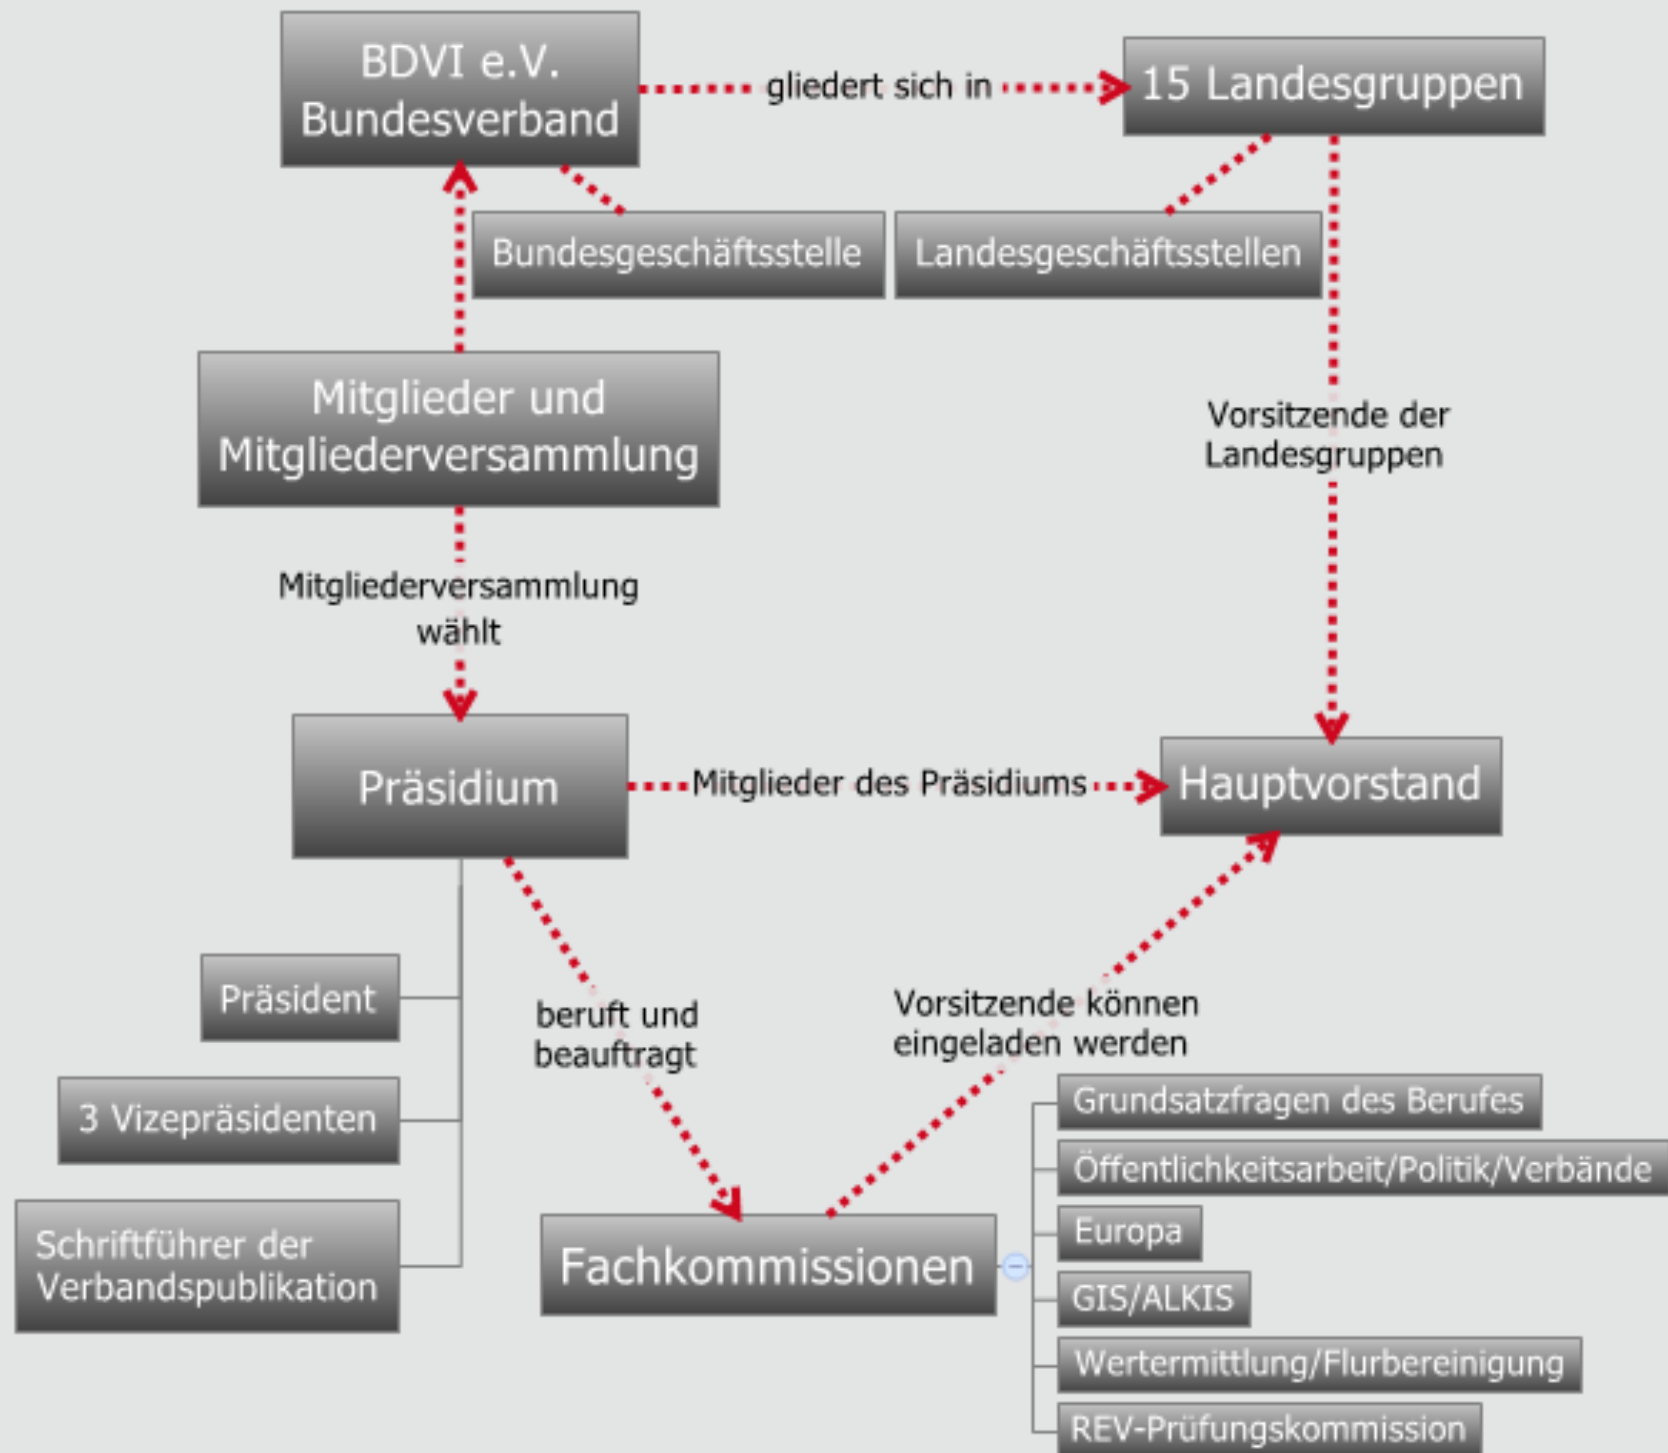 BDVI e.V.
Bundesverband
gliedert sich in
15 Landesgruppen
Bundesgeschäftsstelle
Landesgeschäftsstellen
Mitglieder und
Mitgliederversammlung
Vorsitzende der
Landesgruppen
Mitgliederversammlung
wählt
Präsidium
Mitglieder des Präsidiums
Hauptvorstand
Präsident
3 Vizepräsidenten
Schriftführer der
Verbandspublikation
beruft und
beauftragt
Vorsitzende können
eingeladen werden
Fachkommissionen
Grundsatzfragen des Berufes
Öffentlichkeitsarbeit/Politik/Verbände
Europa
GIS/ALKIS
Wertermittlung/Flurbereinigung
REV-Prüfungskommission